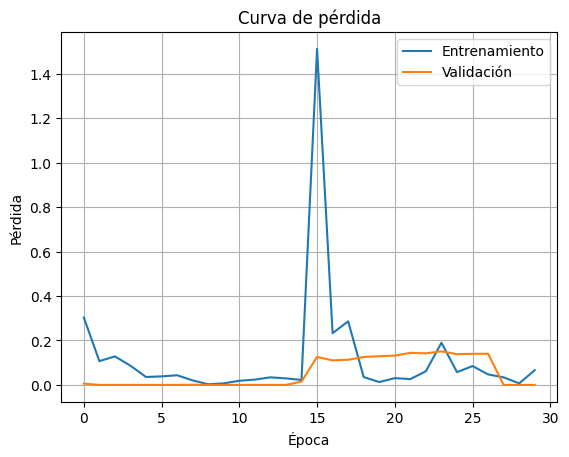 Curva de pérdida
Entrenamiento
Validación
Pérdida
1.4
1.2
1.0
0.8
0.6
0.4
0.2
0.0
0 5 10 15 20 25 30
Época